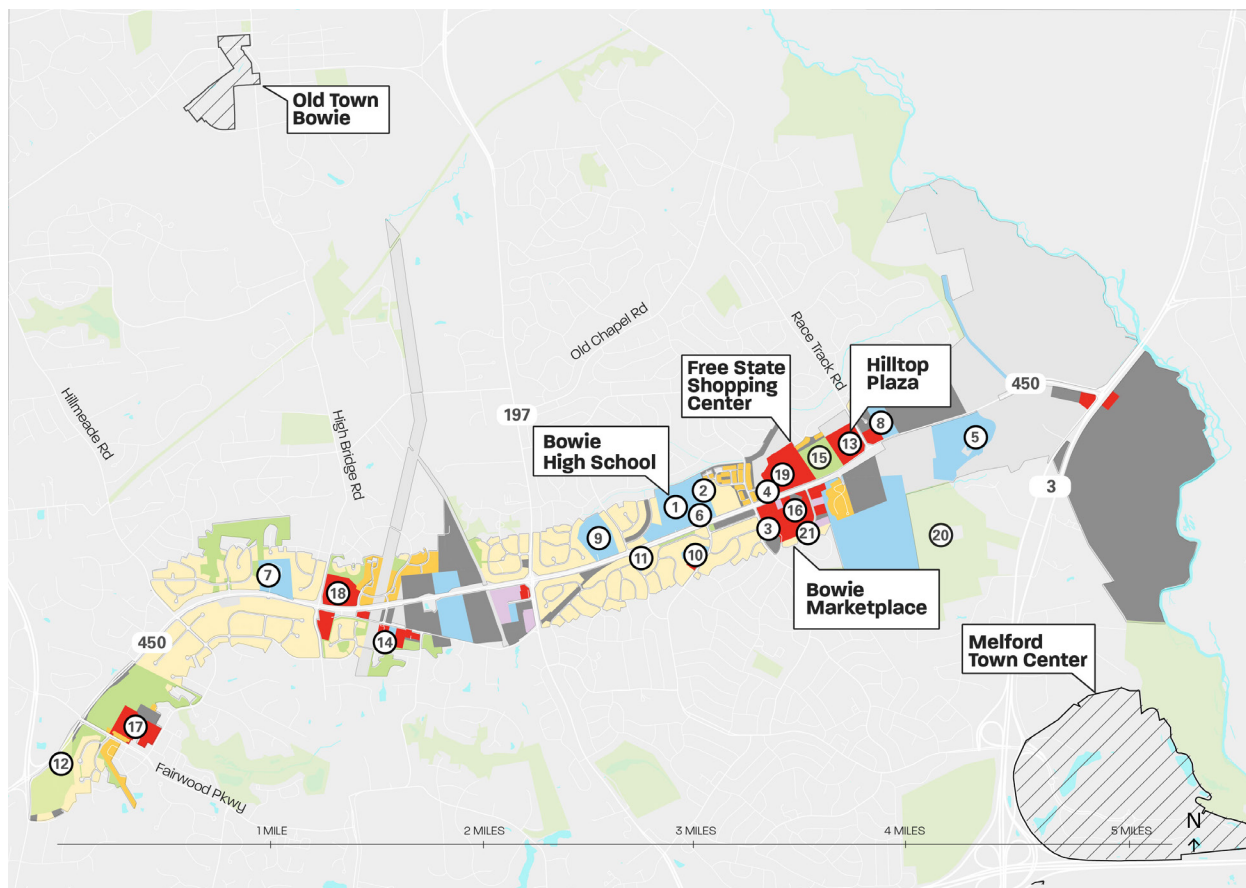 Old Town
Bowie
Hillmeade Rd
High Bridge Rd
Old Chapel Rd
Race Track Rd
Free State
Shopping
Center
Hilltop
Plaza
450
197
Bowie
High School
3
8
5
13
15
19
4
2
1
6
16
3
21
20
9
11
10
7
18
14
450
Bowie
Marketplace
Melford
Town Center
17
12
Fairwood Pkwy
1 MILE
2 MILES
3 MILES
4 MILES
5 MILES
N